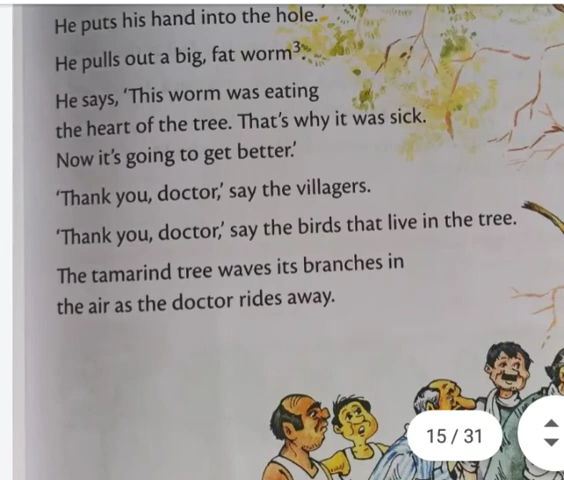 He puts his hand into the hole.
He pulls out a big, fat worm³.
He says, ‘This worm was eating
the heart of the tree. That’s why it was sick.
Now it’s going to get better.’
‘Thank you, doctor,’ say the villagers.
‘Thank you, doctor,’ say the birds that live in the tree.
The tamarind tree waves its branches in
the air as the doctor rides away.
15 / 31